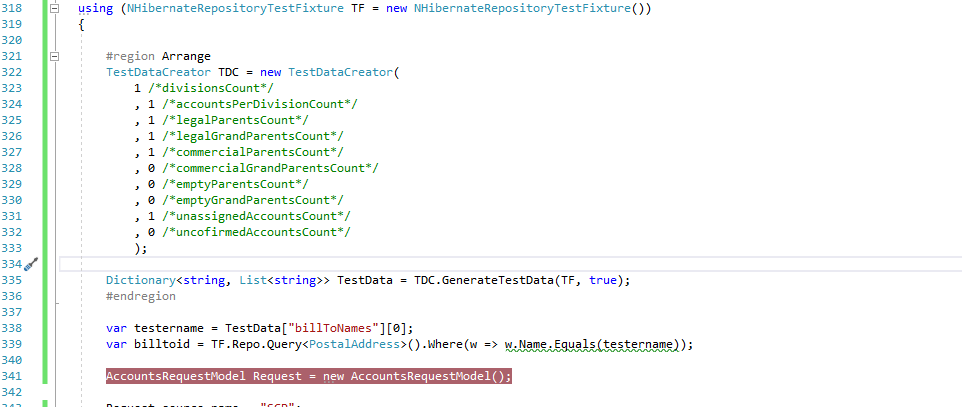 318 using (NHibernateRepositoryTestFixture TF = new NHibernateRepositoryTestFixture())
319 {
320
321 #region Arrange
322 TestDataCreator TDC = new TestDataCreator(
323 1 /*divisionsCount*/
324 , 1 /*accountsPerDivisionCount*/
325 , 1 /*legalParentsCount*/
326 , 1 /*legalGrandParentsCount*/
327 , 1 /*commercialParentsCount*/
328 , 0 /*commercialGrandParentsCount*/
329 , 0 /*emptyParentsCount*/
330 , 0 /*emptyGrandParentsCount*/
331 , 1 /*unassignedAccountsCount*/
332 , 0 /*uncofirmedAccountsCount*/
333 );
334
335 Dictionary<string, List<string>> TestData = TDC.GenerateTestData(TF, true);
336 #endregion
337
338 var testername = TestData["billToNames"][0];
339 var billtoid = TF.Repo.Query<PostalAddress>().Where(w => w.Name.Equals(testername));
340
341 AccountsRequestModel Request = new AccountsRequestModel();
342